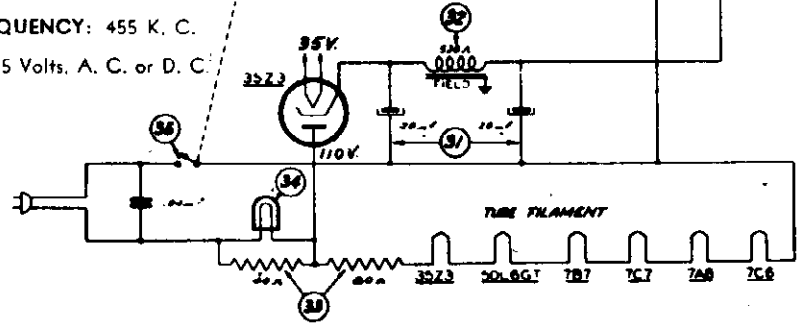 QUENCY: 455 K. C.
5 Volts, A. C. or D. C.
32
35V.
FIELD
35Z3
31
110V.
34
TUBE FILAMENT
35Z3 50L6GT 7B7 7C7 7A8 7C6
33